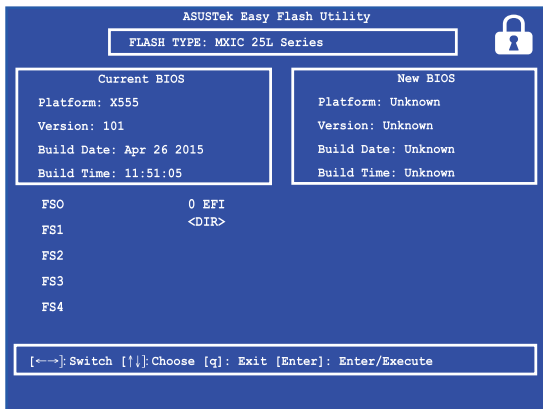 ASUSTek Easy Flash Utility
FLASH TYPE: MXIC 25L Series
Current BIOS
Platform: X555
Version: 101
Build Date: Apr 26 2015
Build Time: 11:51:05
New BIOS
Platform: Unknown
Version: Unknown
Build Date: Unknown
Build Time: Unknown
FSO 0 EFI
FS1 <DIR>
FS2
FS3
FS4
[←→]: Switch [↑↓]: Choose [q]: Exit [Enter]: Enter/Execute